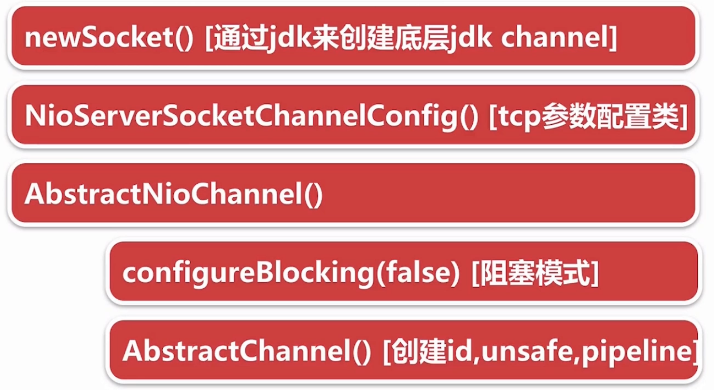 newSocket() [通过jdk来创建底层jdk channel]
NioServerSocketChannelConfig() [tcp参数配置类]
AbstractNioChannel()
configureBlocking(false) [阻塞模式]
AbstractChannel() [创建id,unsafe,pipeline]